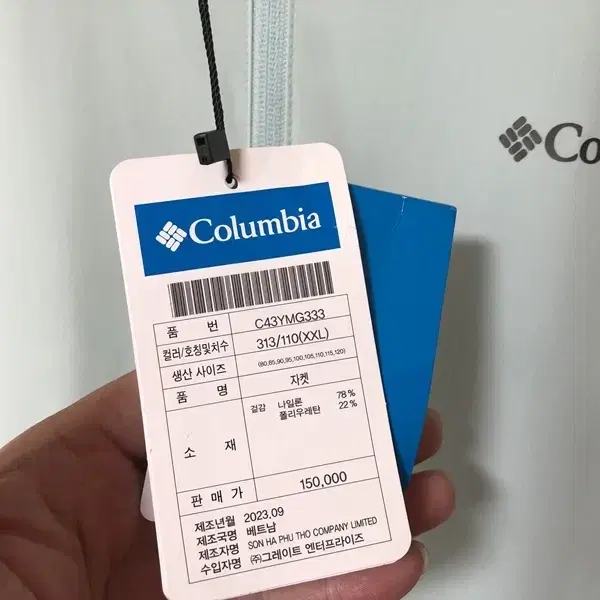 Columbia
품 번 C43YMG333
컬러/호칭및치수 313/110(XXL)
생산 사이즈 (80,85,90,95,100,105,110,115,120)
품 명 자켓
소 재 겉감 나일론 78%
폴리우레탄 22%
판 매 가 150,000
제조년월 2023.09
제조국명 베트남
제조자명 SON HA PHU THO COMPANY LIMITED
수입자명 (주)그레이트 엔터프라이즈
Co